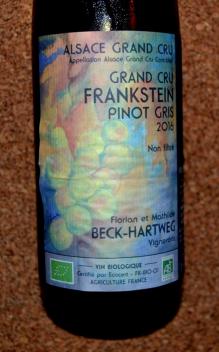 ALSACE GRAND CRU
Appellation Alsace Grand Cru Contrôlée
GRAND CRU
FRANKSTEIN
PINOT GRIS
2016
Non filtré
Florian et Mathilde
BECK-HARTWEG
Vignerons
VIN BIOLOGIQUE
Certifié par Ecocert - FR-BIO-01
AGRICULTURE FRANCE
AB